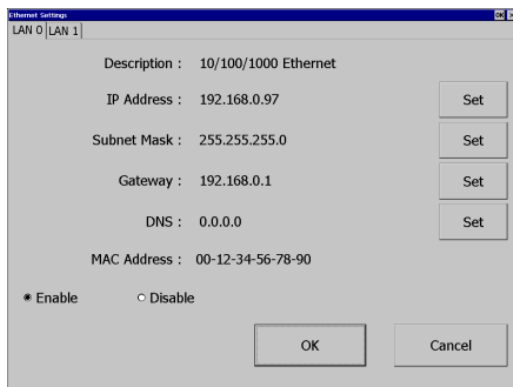 Ethernet Settings OK ×
LAN 0 LAN 1
Description : 10/100/1000 Ethernet
IP Address : 192.168.0.97 Set
Subnet Mask : 255.255.255.0 Set
Gateway : 192.168.0.1 Set
DNS : 0.0.0.0 Set
MAC Address : 00-12-34-56-78-90
Enable Disable
OK Cancel